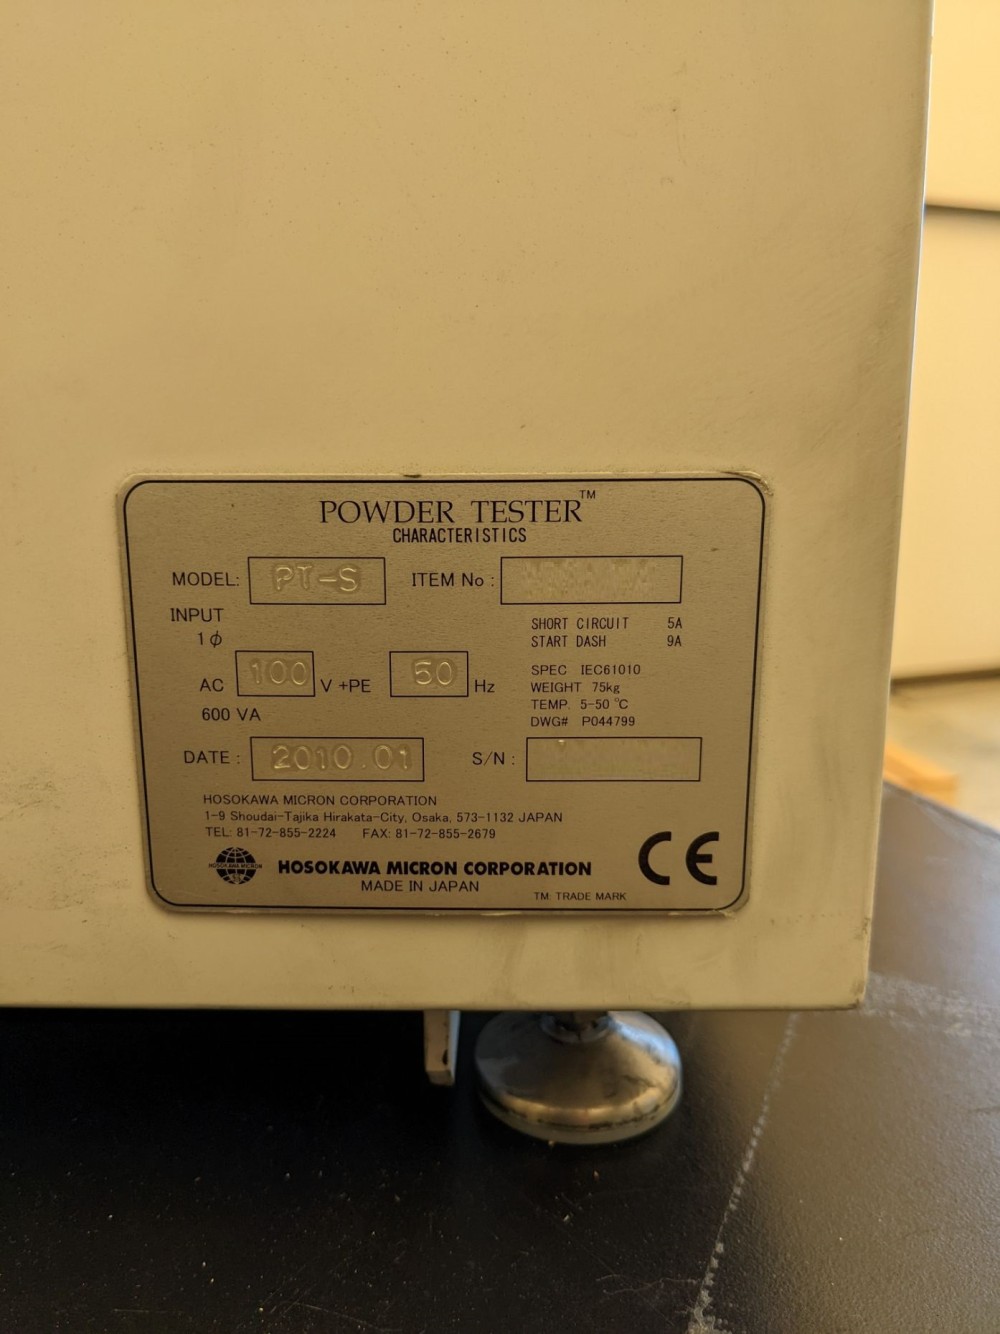 POWDER TESTER™
CHARACTERISTICS
MODEL: PT-S ITEM No :
INPUT
1ϕ
AC 100 V +PE 50 Hz
600 VA
SHORT CIRCUIT 5A
START DASH 9A
SPEC IEC61010
WEIGHT 75kg
TEMP. 5-50 °C
DWG# P044799
DATE : 2010.01 S/N :
HOSOKAWA MICRON CORPORATION
1-9 Shoudai-Tajika Hirakata-City, Osaka, 573-1132 JAPAN
TEL: 81-72-855-2224 FAX: 81-72-855-2679
HOSOKAWA MICRON
HOSOKAWA MICRON CORPORATION
MADE IN JAPAN
TM: TRADE MARK
CE